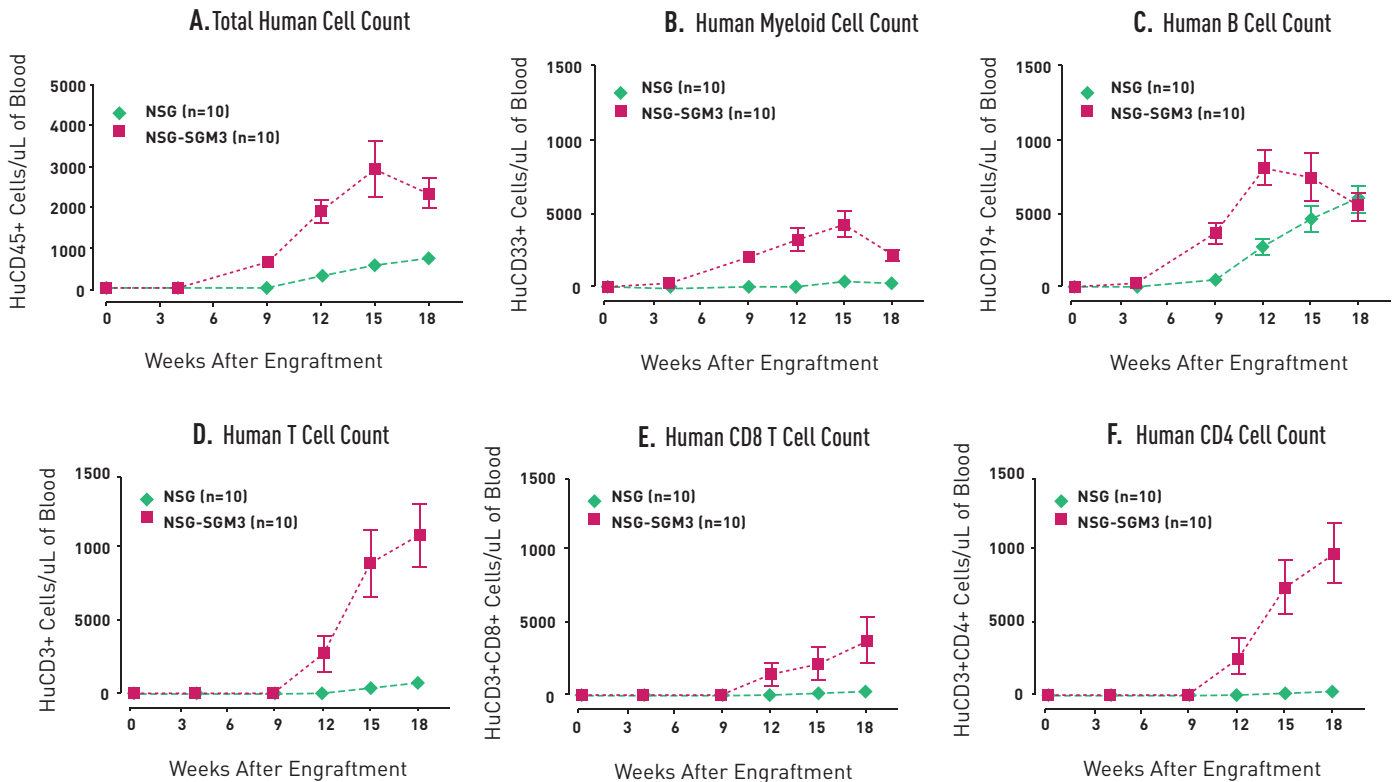 A. Total Human Cell Count
HuCD45+ Cells/uL of Blood
5000
4000
3000
2000
1000
0
NSG (n=10)
NSG-SGM3 (n=10)
0 3 6 9 12 15 18
Weeks After Engraftment
B. Human Myeloid Cell Count
HuCD33+ Cells/uL of Blood
1500
1000
5000
0
NSG (n=10)
NSG-SGM3 (n=10)
0 3 6 9 12 15 18
Weeks After Engraftment
C. Human B Cell Count
HuCD19+ Cells/uL of Blood
1500
1000
5000
0
NSG (n=10)
NSG-SGM3 (n=10)
0 3 6 9 12 15 18
Weeks After Engraftment
D. Human T Cell Count
HuCD3+ Cells/uL of Blood
1500
1000
5000
0
NSG (n=10)
NSG-SGM3 (n=10)
0 3 6 9 12 15 18
Weeks After Engraftment
E. Human CD8 T Cell Count
HuCD3+CD8+ Cells/uL of Blood
1500
1000
5000
0
NSG (n=10)
NSG-SGM3 (n=10)
0 3 6 9 12 15 18
Weeks After Engraftment
F. Human CD4 Cell Count
HuCD3+CD4+ Cells/uL of Blood
1500
1000
5000
0
NSG (n=10)
NSG-SGM3 (n=10)
0 3 6 9 12 15 18
Weeks After Engraftment